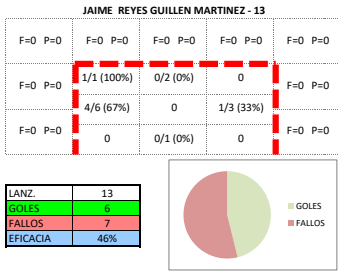 JAIME REYES GUILLEN MARTINEZ - 13
F=0 P=0 F=0 P=0 F=0 P=0 F=0 P=0 F=0 P=0
F=0 P=0 1/1 (100%) 0/2 (0%) 0 F=0 P=0
4/6 (67%) 0 1/3 (33%)
F=0 P=0 0 0/1 (0%) 0 F=0 P=0
LANZ. 13
GOLES 6
FALLOS 7
EFICACIA 46%
GOLES
FALLOS